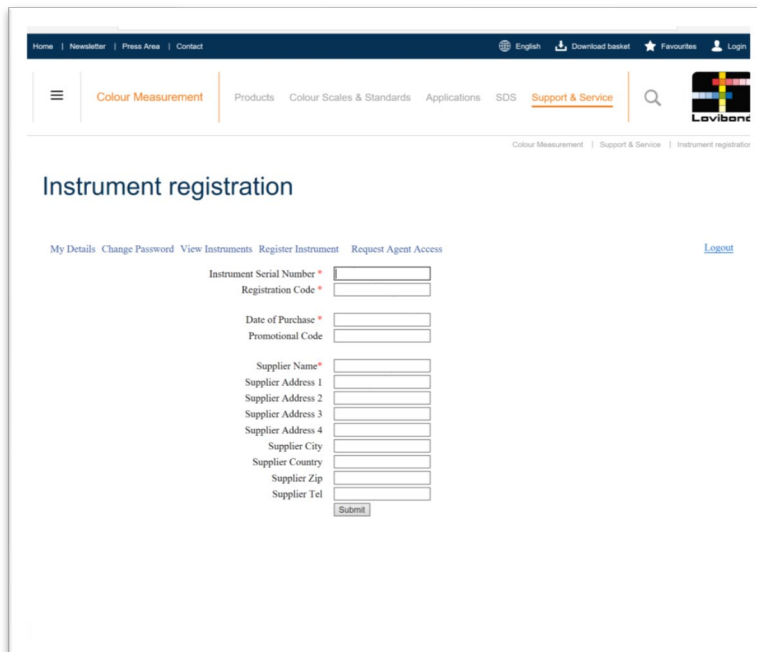 Home | Newsletter | Press Area | Contact English Download basket Favourites Login
Colour Measurement Products Colour Scales & Standards Applications SDS Support & Service Lovibond
Colour Measurement | Support & Service | Instrument registration
Instrument registration
My Details Change Password View Instruments Register Instrument Request Agent Access Logout
Instrument Serial Number *
Registration Code *
Date of Purchase *
Promotional Code
Supplier Name*
Supplier Address 1
Supplier Address 2
Supplier Address 3
Supplier Address 4
Supplier City
Supplier Country
Supplier Zip
Supplier Tel
Submit